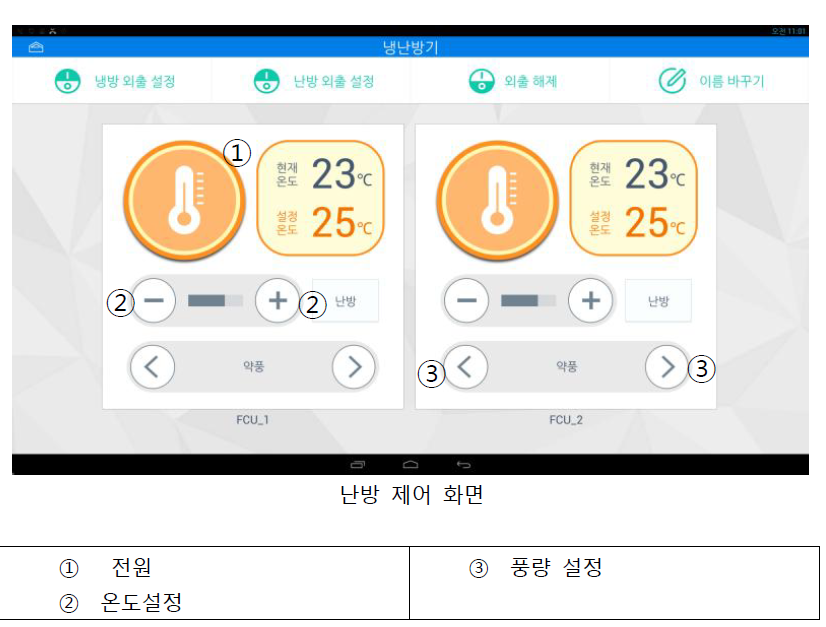 오전 11:01
냉난방기
냉방 외출 설정
난방 외출 설정
외출 해제
이름 바꾸기
①
현재 온도 23℃
설정 온도 25℃
② − + ② 난방
< 약풍 >
FCU_1
현재 온도 23℃
설정 온도 25℃
− + 난방
③ < 약풍 > ③
FCU_2
난방 제어 화면
① 전원
② 온도설정
③ 풍량 설정